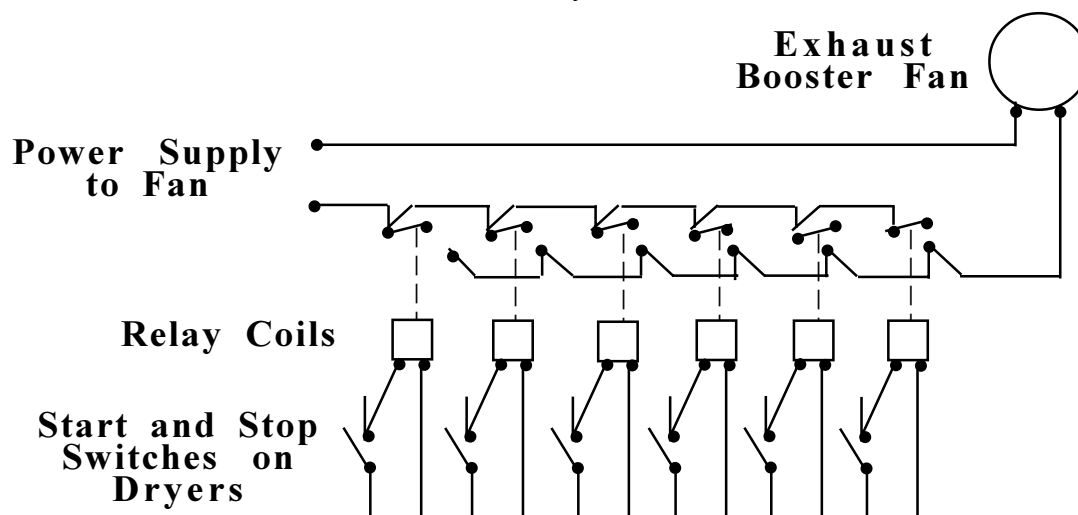 Exhaust
Booster Fan
Power Supply
to Fan
Relay Coils
Start and Stop
Switches on
Dryers